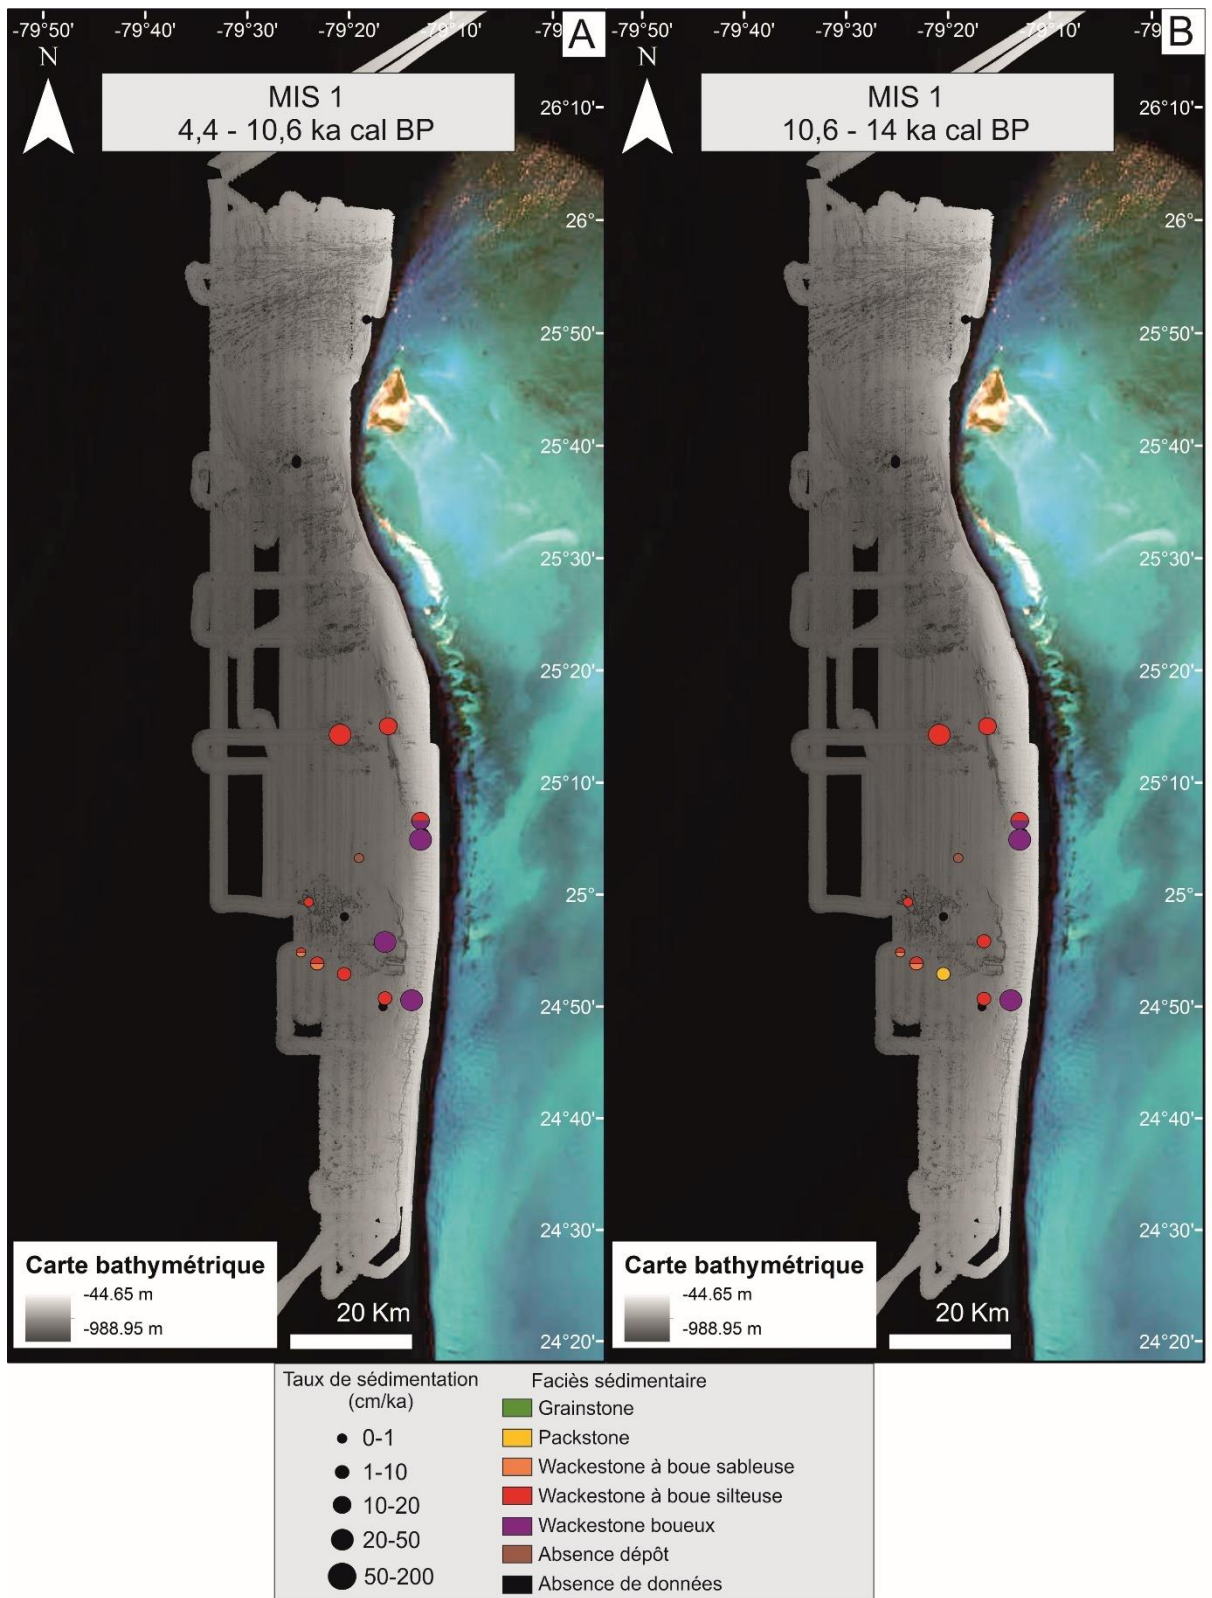 -79°50' -79°40' -79°30' -79°20' -79°10' -79° A
N
MIS 1
4,4 - 10,6 ka cal BP
26°10'
26°
25°50'
25°40'
25°30'
25°20'
25°10'
25°
24°50'
24°40'
24°30'
24°20'
Carte bathymétrique
-44.65 m
-988.95 m
20 Km
-79°50' -79°40' -79°30' -79°20' -79°10' -79° B
N
MIS 1
10,6 - 14 ka cal BP
26°10'
26°
25°50'
25°40'
25°30'
25°20'
25°10'
25°
24°50'
24°40'
24°30'
24°20'
Carte bathymétrique
-44.65 m
-988.95 m
20 Km
Taux de sédimentation
(cm/ka)
0-1
1-10
10-20
20-50
50-200
Faciès sédimentaire
Grainstone
Packstone
Wackestone à boue sableuse
Wackestone à boue silteuse
Wackestone boueux
Absence dépôt
Absence de données